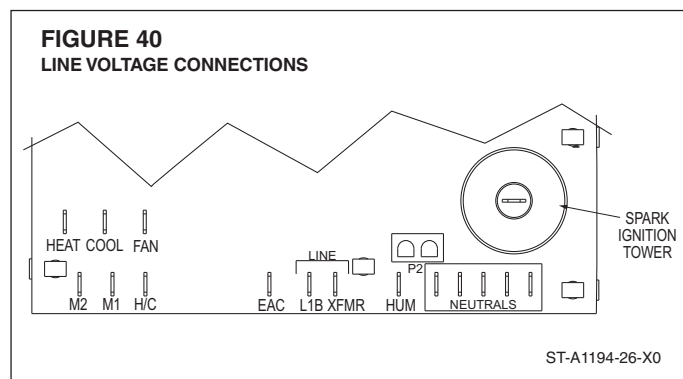 FIGURE 40
LINE VOLTAGE CONNECTIONS
HEAT COOL FAN
LINE
P2
SPARK
IGNITION
TOWER
M2 M1 H/C EAC L1B XFMR HUM NEUTRALS
ST-A1194-26-X0